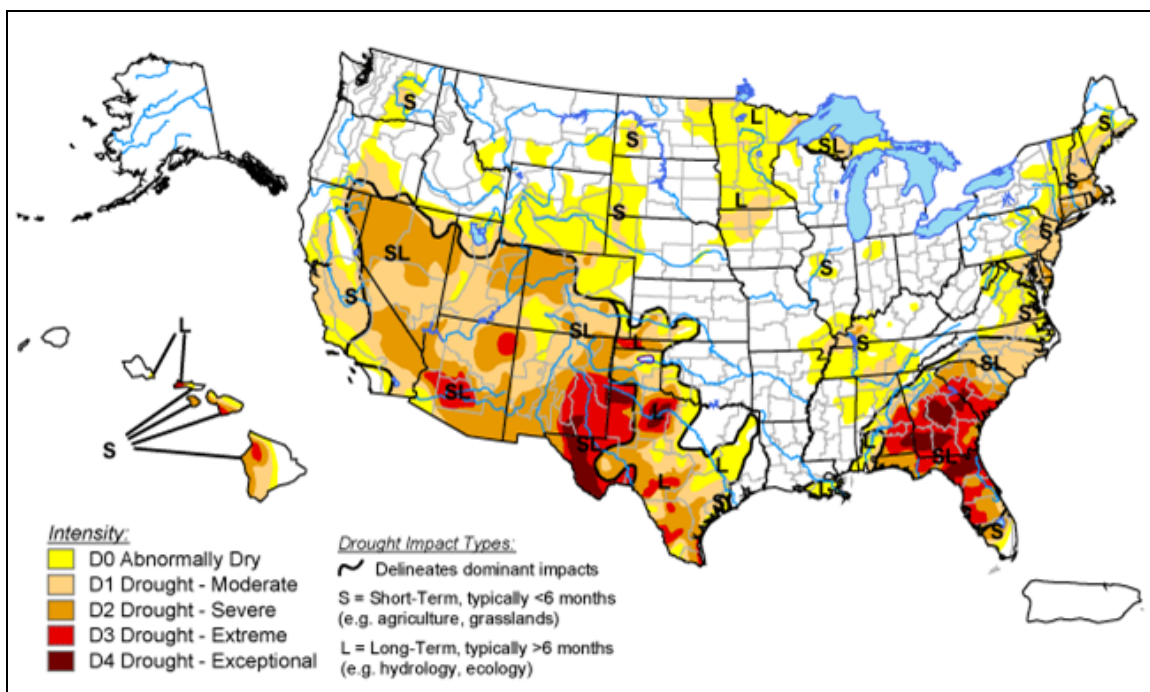 S
L
S
SL
S
S
L
S
S
SL
S
SL
S
S
S
L
SL
SL
SL
L
SL
L
L
SL
L
L
S
SL
S
S
L
S
Intensity:
D0 Abnormally Dry
D1 Drought - Moderate
D2 Drought - Severe
D3 Drought - Extreme
D4 Drought - Exceptional
Drought Impact Types:
Delineates dominant impacts
S = Short-Term, typically <6 months
(e.g. agriculture, grasslands)
L = Long-Term, typically >6 months
(e.g. hydrology, ecology)